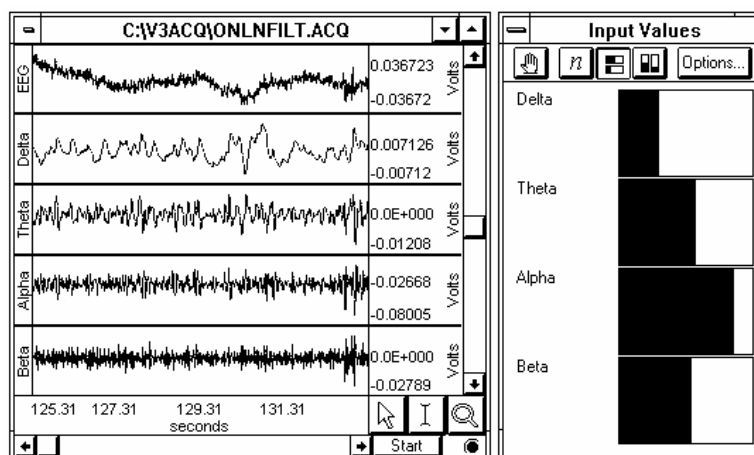 C:\V3ACQ\ONLNFILT.ACQ
EEG
0.036723
-0.03672
Volts
Delta
0.007126
-0.00712
Volts
Theta
0.0E+000
-0.01208
Volts
Alpha
-0.02668
-0.08005
Volts
Beta
0.0E+000
-0.02789
Volts
125.31 127.31 129.31 131.31
seconds
Start
Input Values
n Options...
Delta
Theta
Alpha
Beta